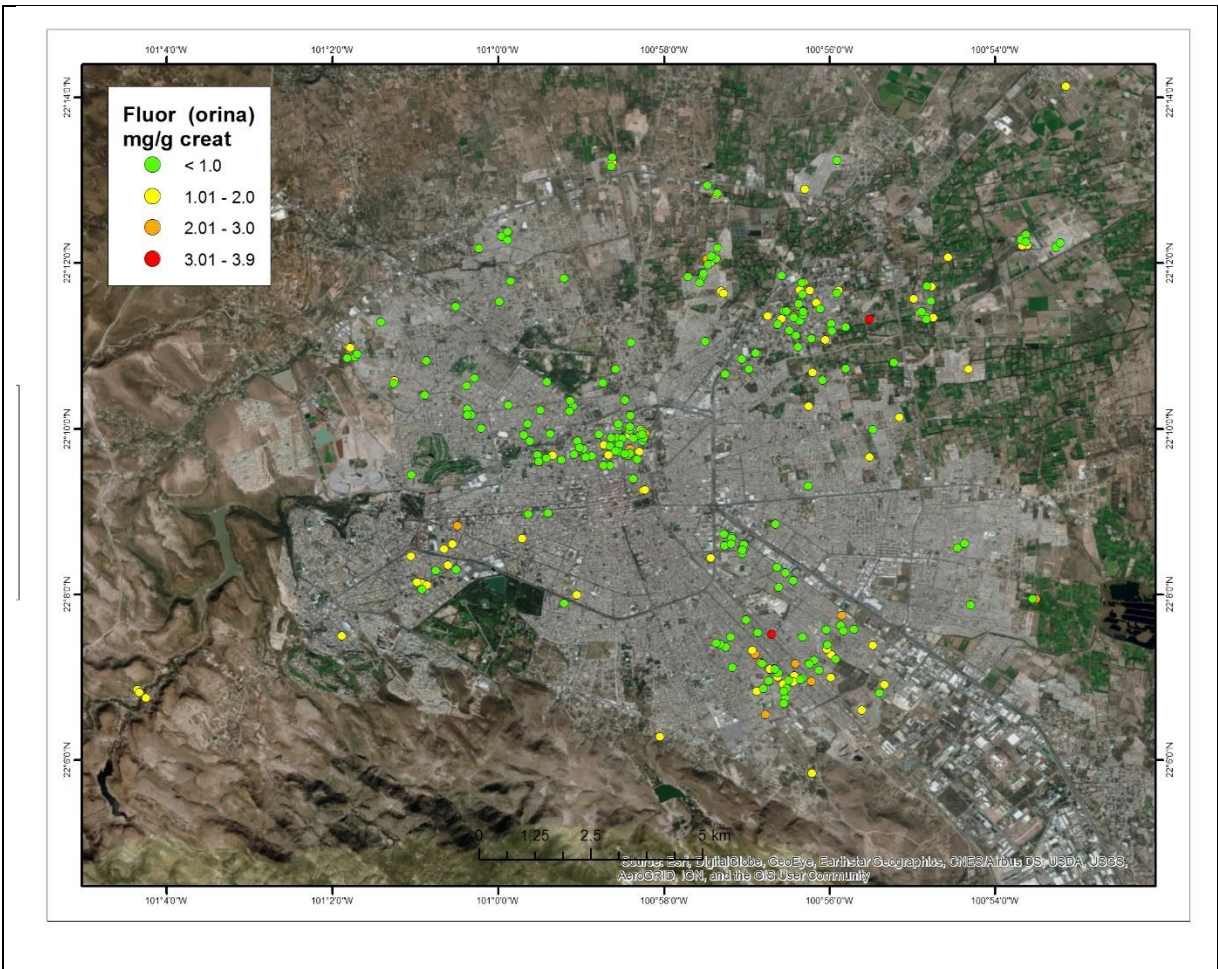 101°4'0"W 101°2'0"W 101°0'0"W 100°58'0"W 100°56'0"W 100°54'0"W
Fluor (orina)
mg/g creat
< 1.0
1.01 - 2.0
2.01 - 3.0
3.01 - 3.9
22°14'0"N 22°14'0"N
22°12'0"N 22°12'0"N
22°10'0"N 22°10'0"N
22°8'0"N 22°8'0"N
22°6'0"N 22°6'0"N
0 1.25 2.5 5 km
Source: Esri, DigitalGlobe, GeoEye, Earthstar Geographics, CNES/Airbus DS, USDA, USGS,
AeroGRID, IGN, and the GIS User Community
101°4'0"W 101°2'0"W 101°0'0"W 100°58'0"W 100°56'0"W 100°54'0"W